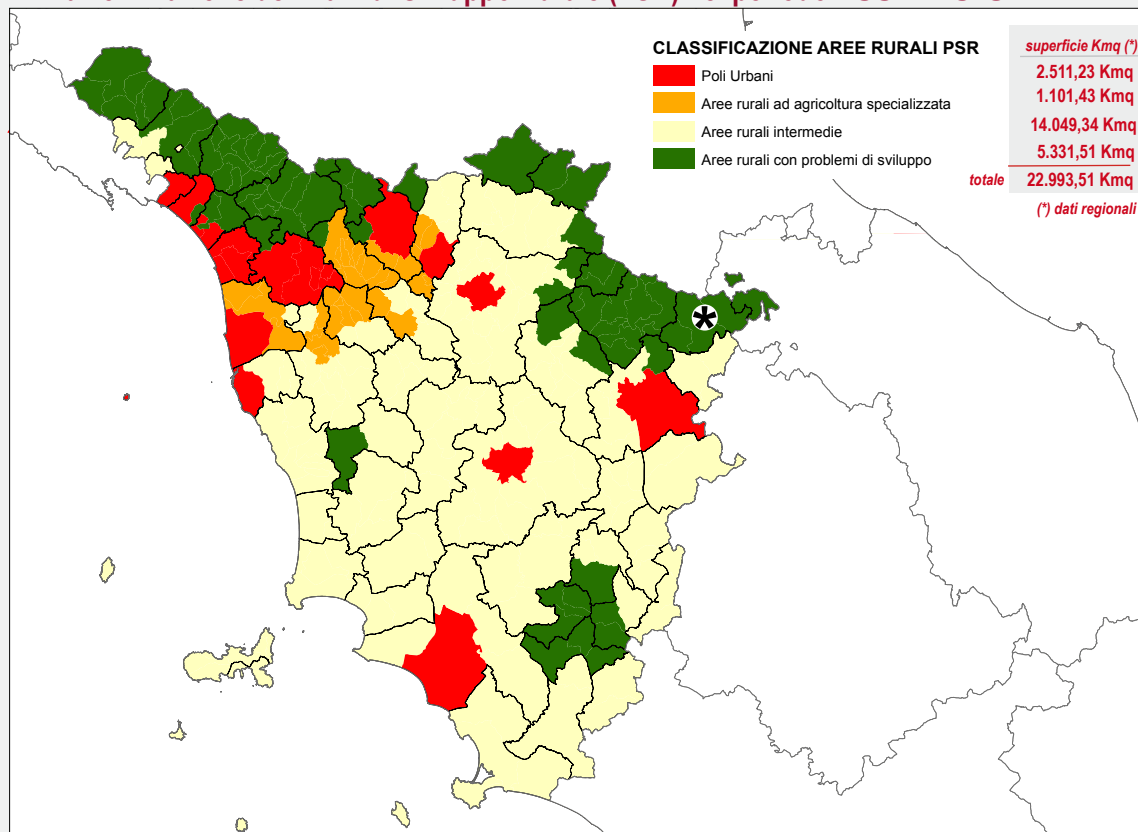 CLASSIFICAZIONE AREE RURALI PSR
superficie Kmq (*)
Poli Urbani
2.511,23 Kmq
Aree rurali ad agricoltura specializzata
1.101,43 Kmq
Aree rurali intermedie
14.049,34 Kmq
Aree rurali con problemi di sviluppo
5.331,51 Kmq
totale 22.993,51 Kmq
(*) dati regionali
*